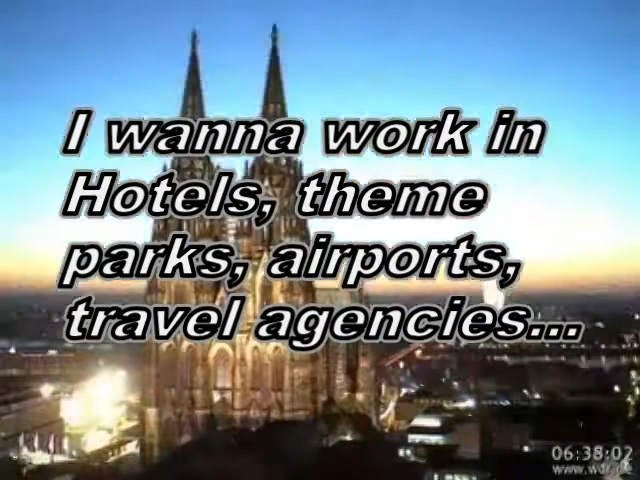 I wanna work in
Hotels, theme
parks, airports,
travel agencies...
06:38:02
www.wdr.de